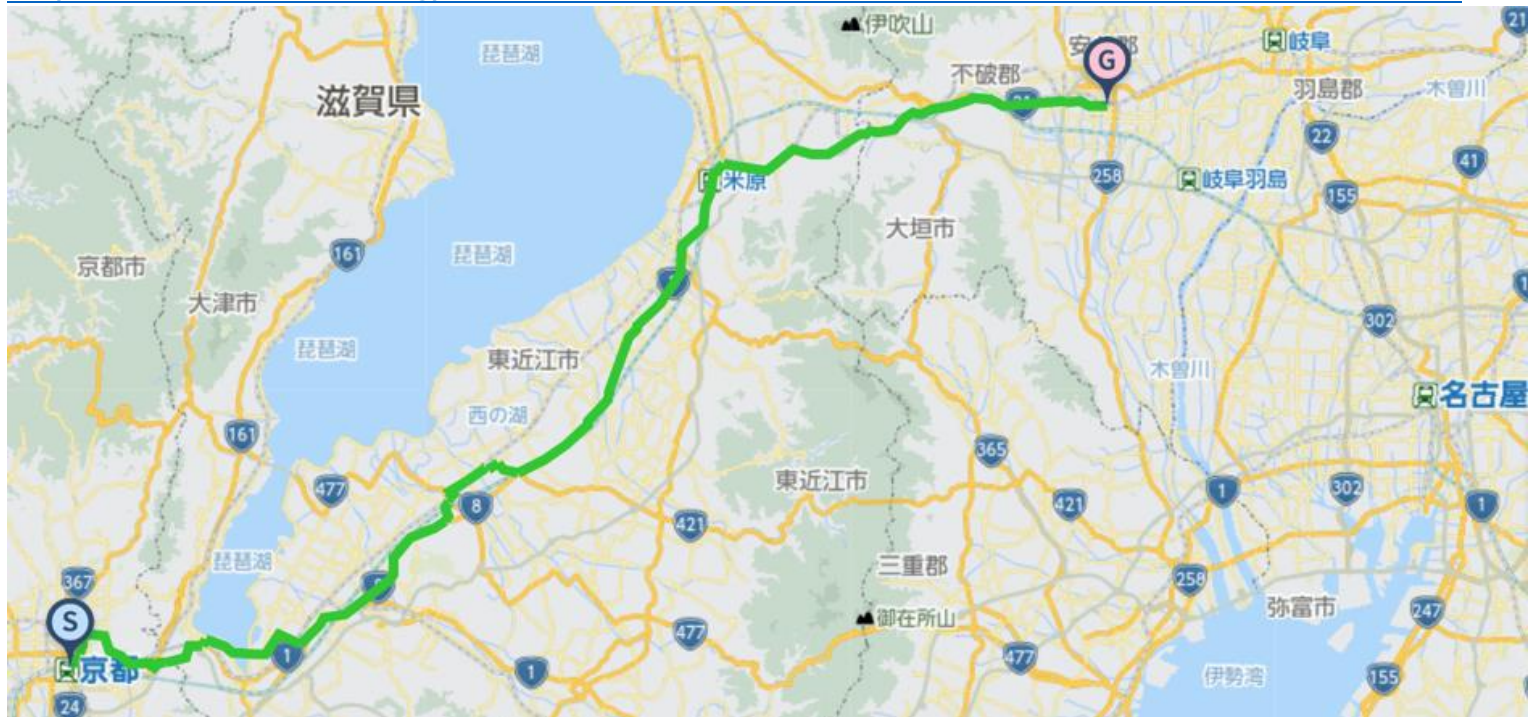 伊吹山
21
琵琶湖
安八郡
岐阜
G
不破郡
滋賀県
21
羽島郡
木曽川
22
41
米原
258
岐阜羽島
155
大垣市
161
琵琶湖
京都市
大津市
302
琵琶湖
東近江市
木曽川
名古屋
西の湖
161
365
477
東近江市
1
302
8
421
421
1
琵琶湖
三重郡
367
8
258
弥富市
S
御在所山
247
477
京都
1
1
477
伊勢湾
155
24